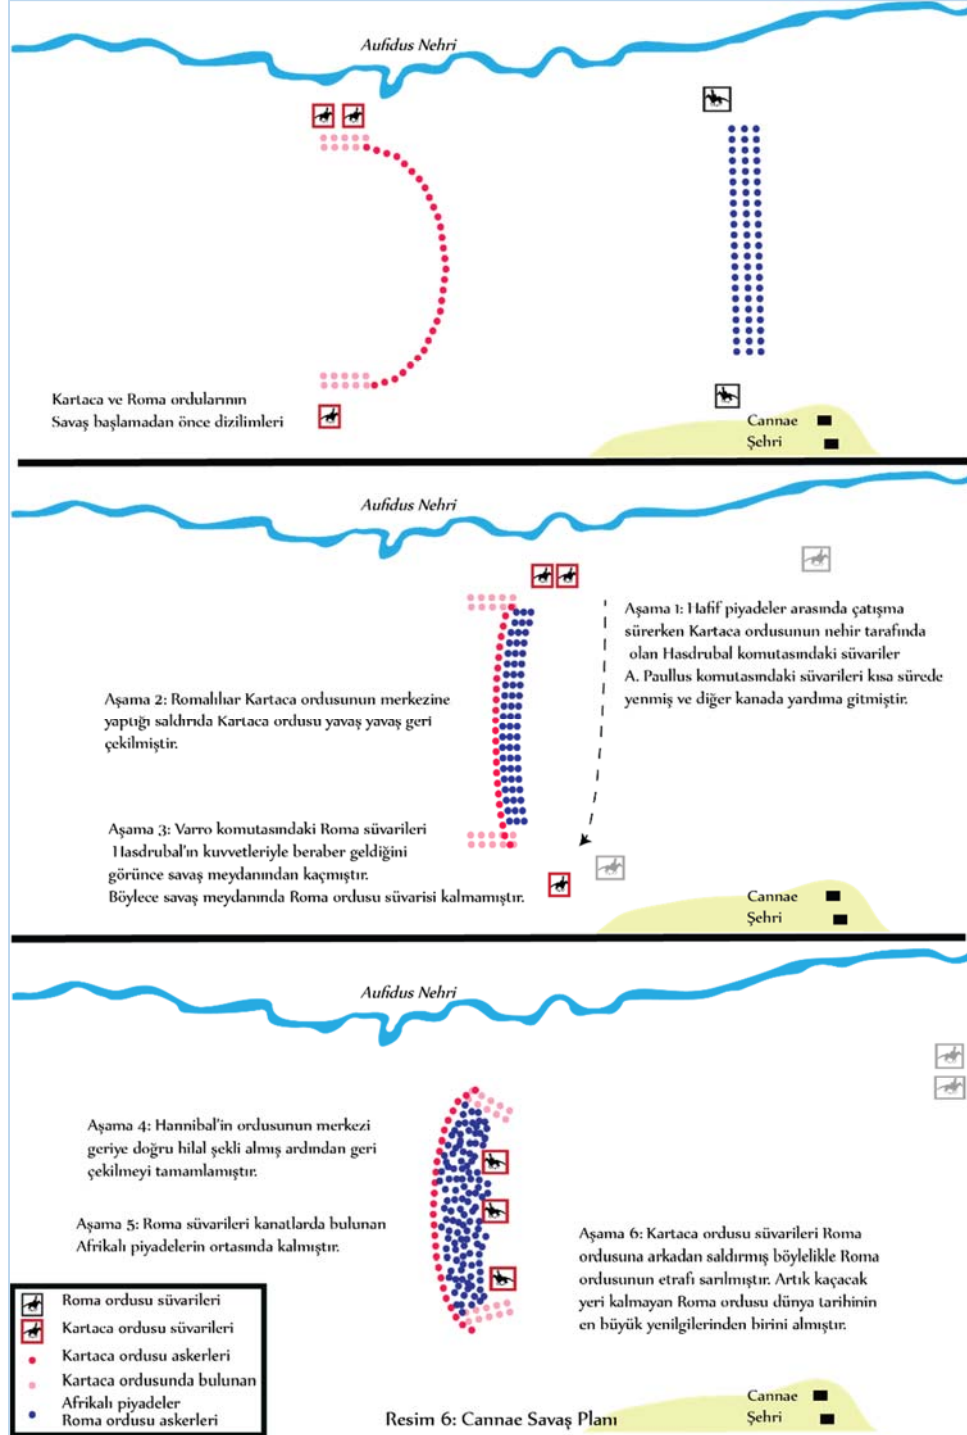 Aufidus Nehri
Kartaca ve Roma ordularının
Savaş başlamadan önce dizilimleri
Cannae
Şehri
Aufidus Nehri
Aşama 1: Hafif piyadeler arasında çatışma
sürerken Kartaca ordusunun nehir tarafında
olan Hasdrubal komutasındaki süvariler
A. Paullus komutasındaki süvarileri kısa sürede
yenmiş ve diğer kanada yardıma gitmiştir.
Aşama 2: Romalılıar Kartaca ordusunun merkezine
yaptığı saldırıda Kartaca ordusu yavaş yavaş geri
çekilmiştir.
Aşama 3: Varro komutasındaki Roma süvarileri
Hasdrubal'ın kuvvetleriyle beraber geldiğini
görünce savaş meydanından kaçmıştır.
Böylece savaş meydanında Roma ordusu süvarisi kalmamıştır.
Cannae
Şehri
Aufidus Nehri
Aşama 4: Hannibal'in ordusunun merkezi
geriye doğru hilal şekli almış ardından geri
çekilmeyi tamamlamıştır.
Aşama 5: Roma süvarileri kanatlarda bulunan
Afrikalı piyadelerin ortasında kalmıştır.
Aşama 6: Kartaca ordusu süvarileri Roma
ordusuna arkadan saldırmış böylelikle Roma
ordusunun etrafı sarılmıştır. Artık kaçacak
yeri kalmayan Roma ordusu dünya tarihinin
en büyük yenilgilerinden birini almıştır.
Roma ordusu süvarileri
Kartaca ordusu süvarileri
Kartaca ordusu askerleri
Kartaca ordusunda bulunan
Afrikalı piyadeler
Roma ordusu askerleri
Cannae
Şehri
Resim 6: Cannae Savaş Planı